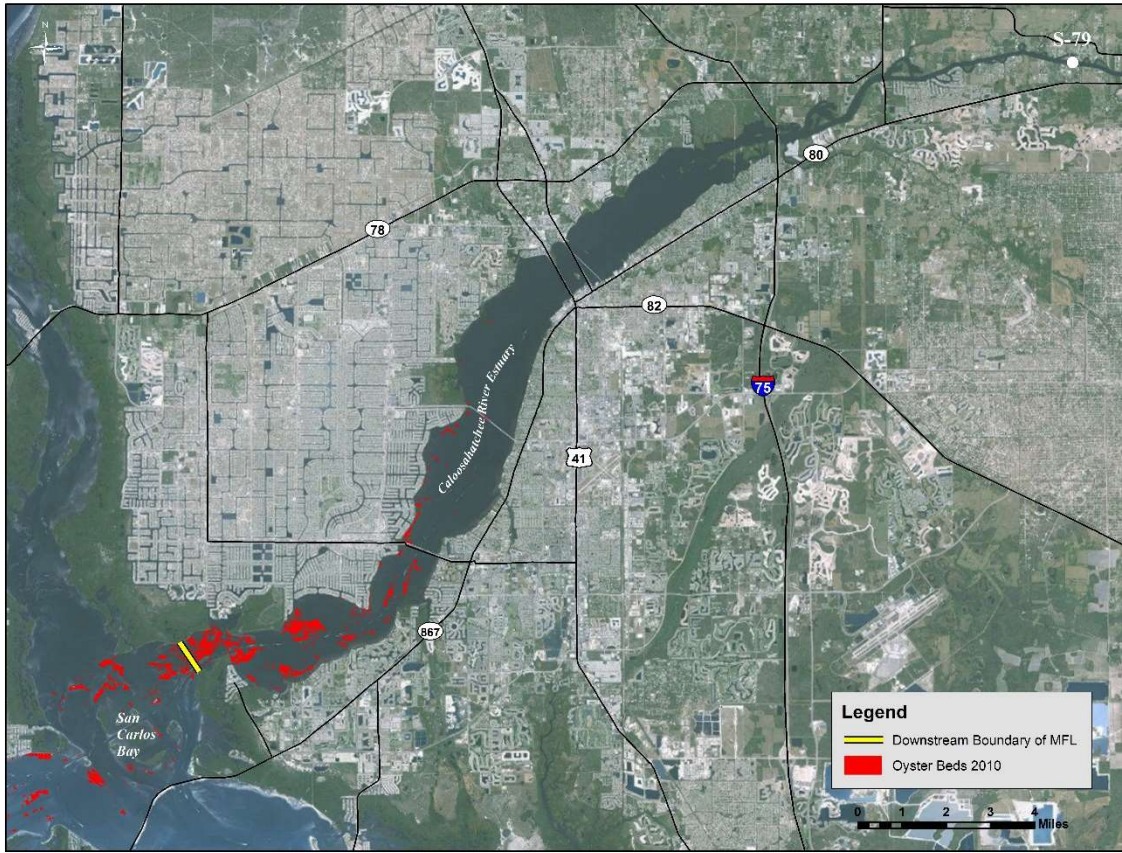 N
S-79
80
78
82
75
Caloosahatchee River Estuary
41
867
San
Carlos
Bay
Legend
Downstream Boundary of MFL
Oyster Beds 2010
0 1 2 3 4
Miles